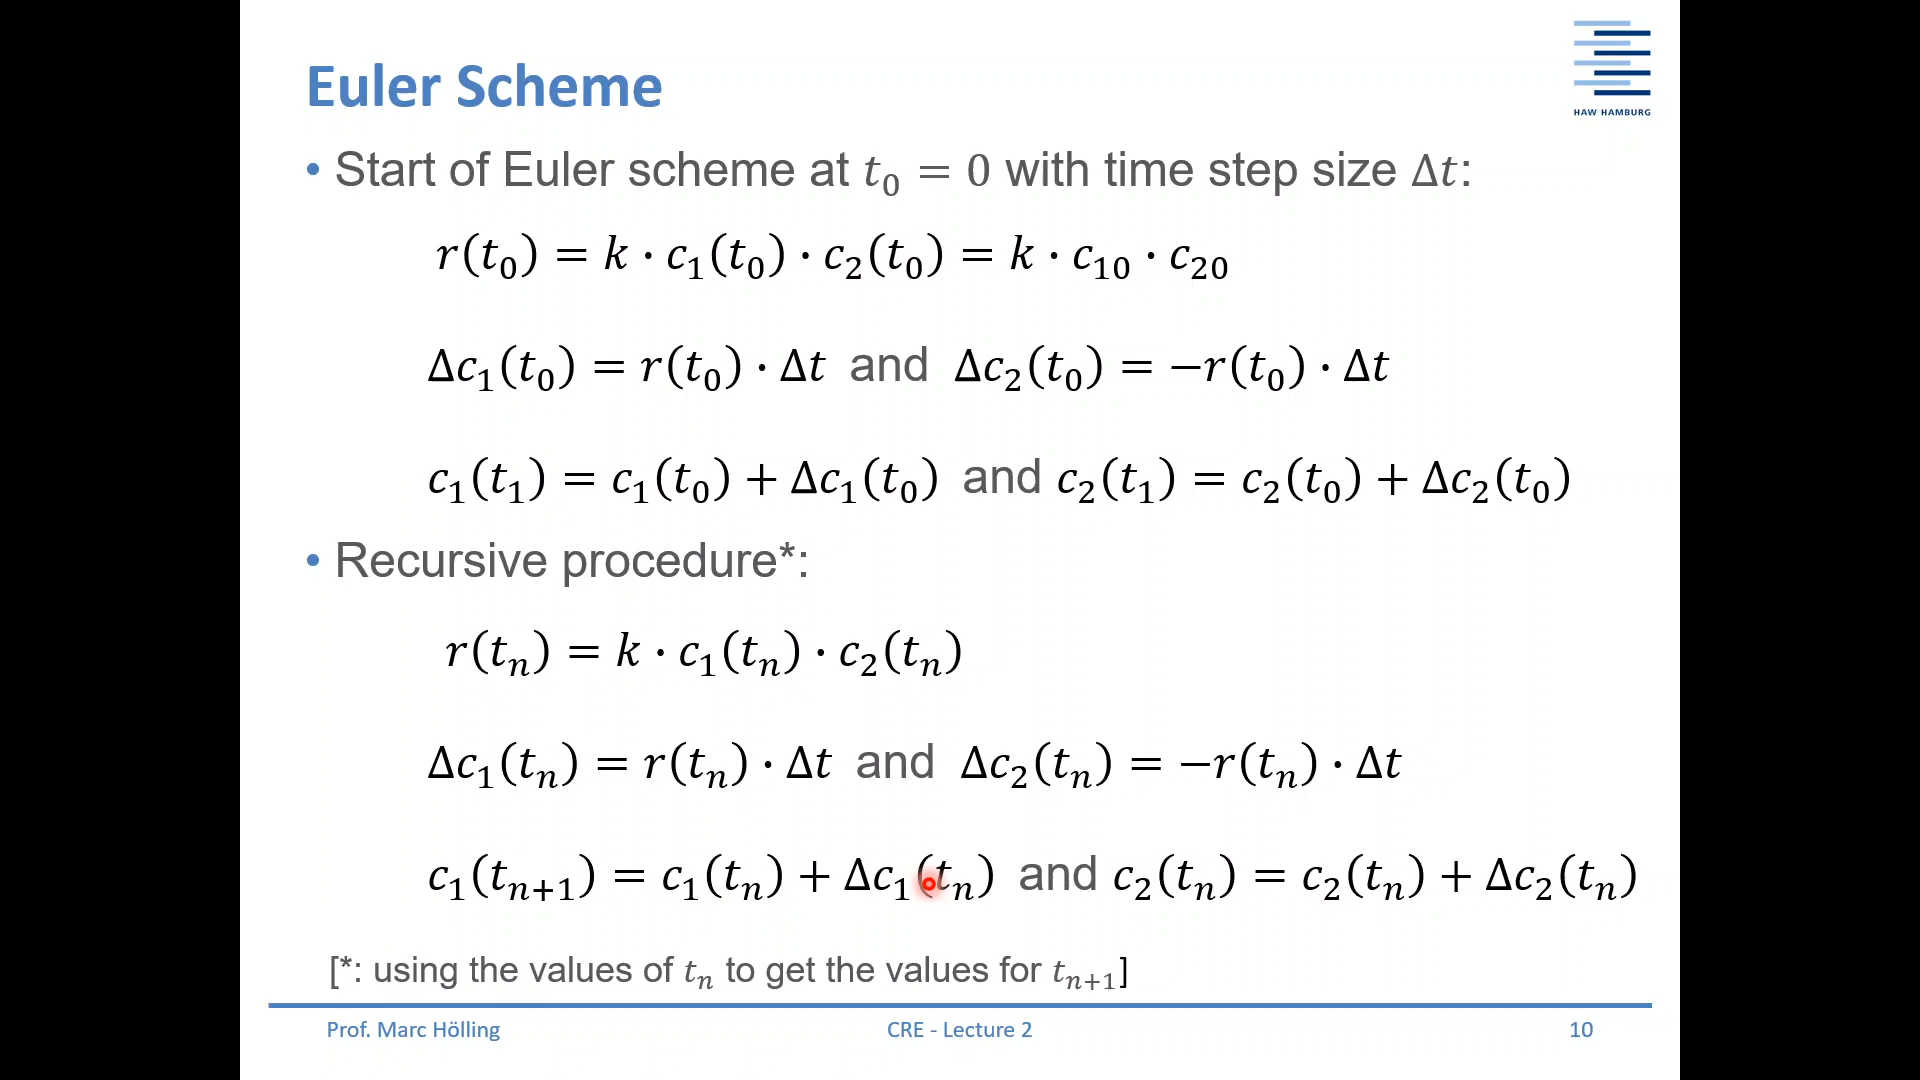 Euler Scheme
HAW HAMBURG
• Start of Euler scheme at t₀ = 0 with time step size Δt:
r(t₀) = k · c₁(t₀) · c₂(t₀) = k · c₁₀ · c₂₀
Δc₁(t₀) = r(t₀) · Δt and Δc₂(t₀) = −r(t₀) · Δt
c₁(t₁) = c₁(t₀) + Δc₁(t₀) and c₂(t₁) = c₂(t₀) + Δc₂(t₀)
• Recursive procedure*:
r(tₙ) = k · c₁(tₙ) · c₂(tₙ)
Δc₁(tₙ) = r(tₙ) · Δt and Δc₂(tₙ) = −r(tₙ) · Δt
c₁(tₙ₊₁) = c₁(tₙ) + Δc₁(tₙ) and c₂(tₙ) = c₂(tₙ) + Δc₂(tₙ)
[*: using the values of tₙ to get the values for tₙ₊₁]
Prof. Marc Hölling CRE - Lecture 2 10